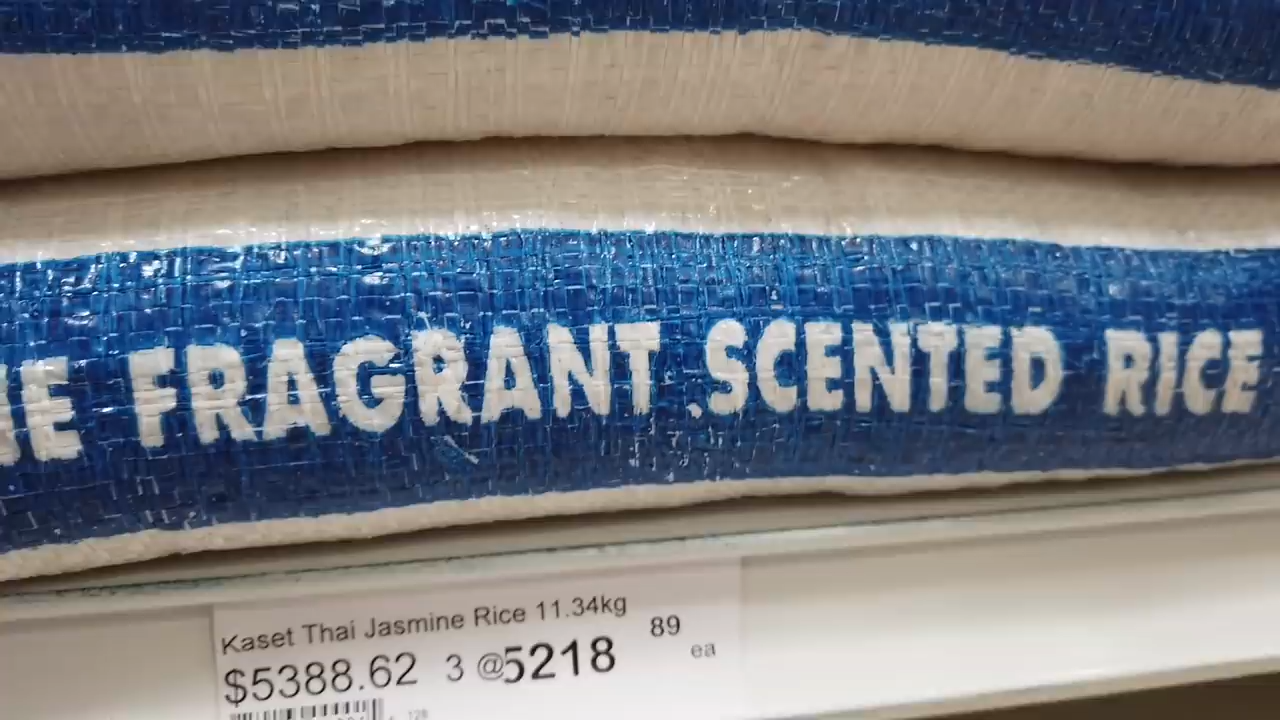 FRAGRANT SCENTED RICE
Kaset Thai Jasmine Rice 11.34kg
$5388.62 3 @5218 89 ea